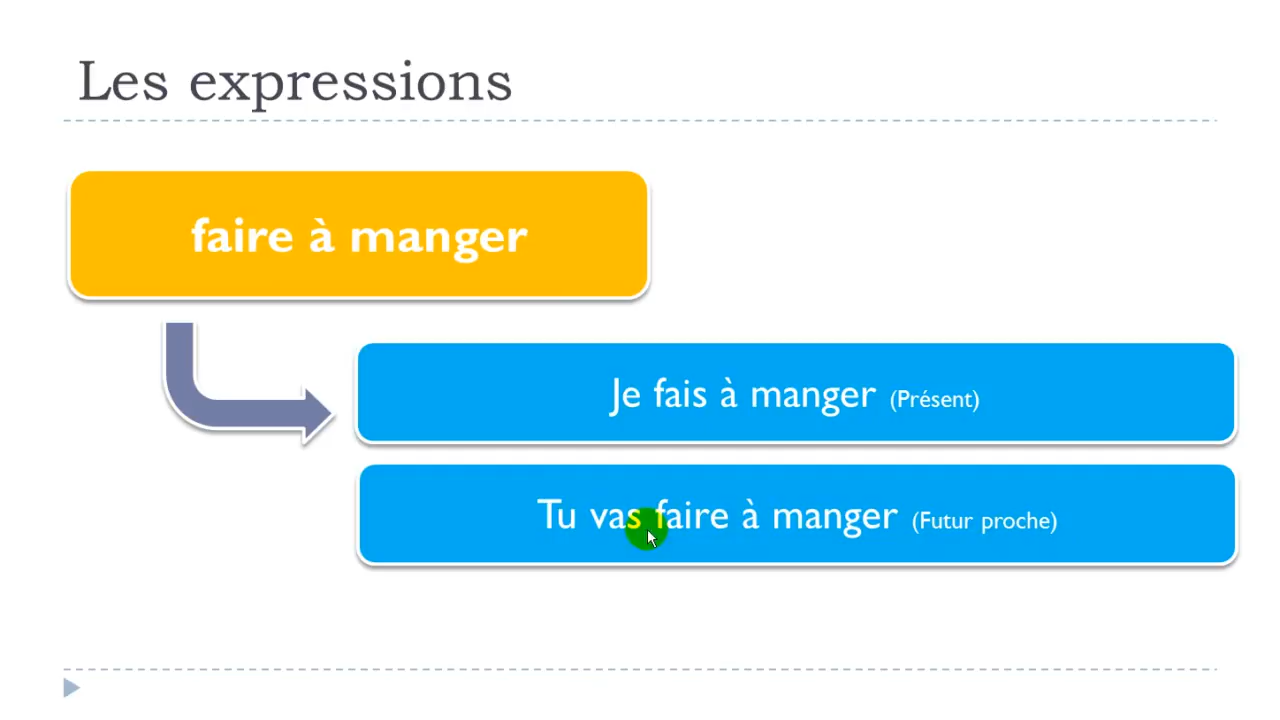 Les expressions
faire à manger
Je fais à manger (Présent)
Tu vas faire à manger (Futur proche)